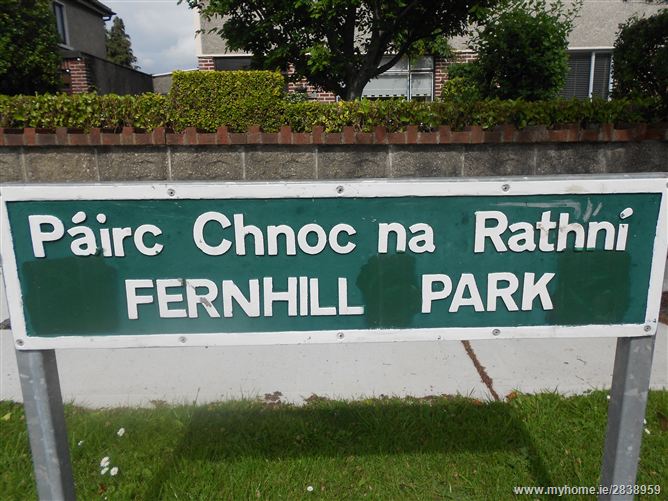 Páirc Chnoc na Rathní
FERNHILL PARK
© www.myhome.ie/2838959